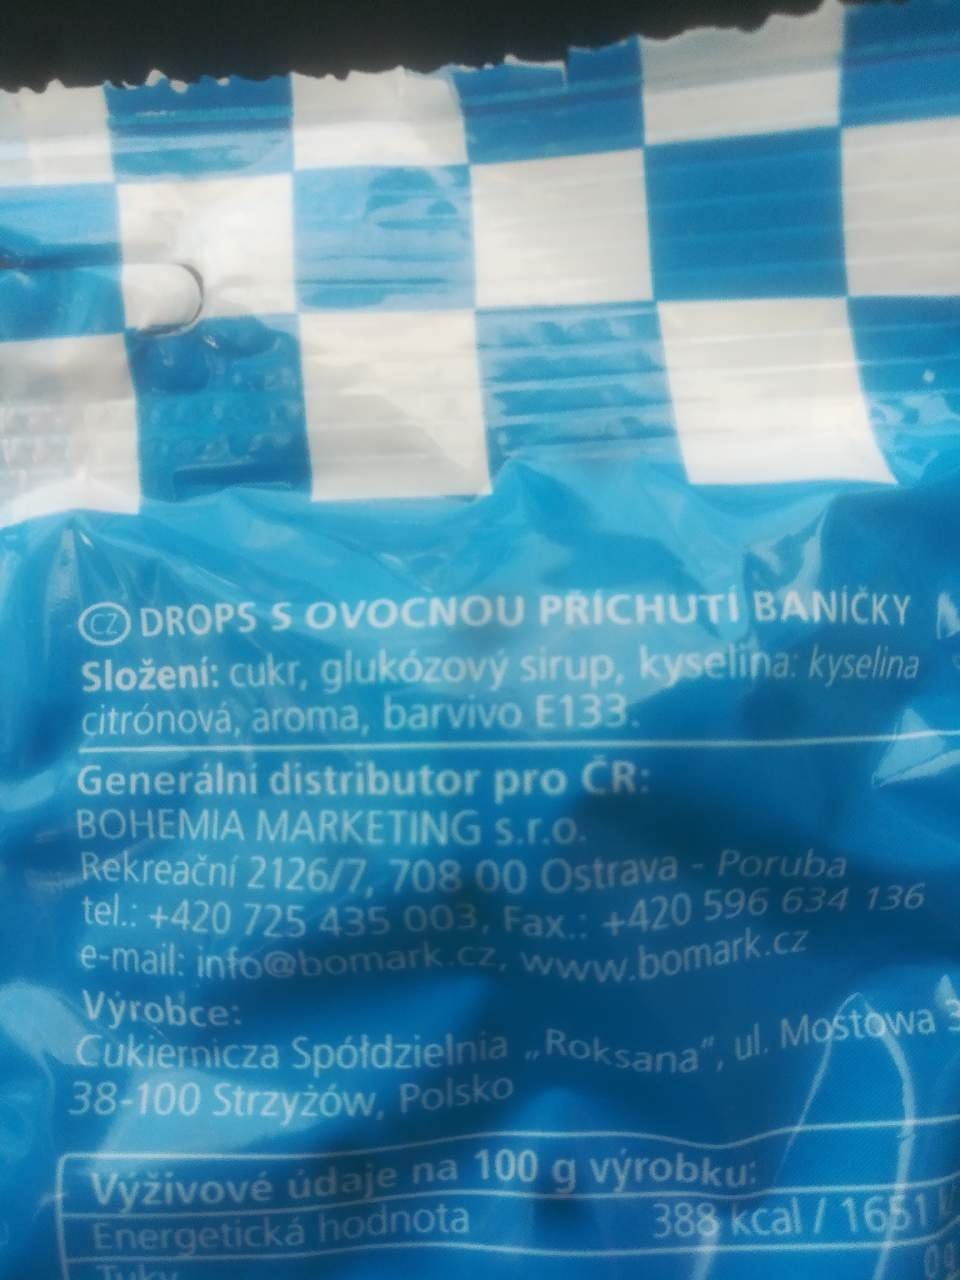 CZ DROPS S OVOCNOU PŘÍCHUTÍ BANÍČKY
Složení: cukr, glukózový sirup, kyselina: kyselina
citrónová, aroma, barvivo E133.
Generální distributor pro ČR:
BOHEMIA MARKETING s.r.o.
Rekreační 2126/7, 708 00 Ostrava - Poruba
tel.: +420 725 435 003, Fax.: +420 596 634 136
e-mail: info@bomark.cz, www.bomark.cz
Výrobce:
Cukiernicza Spółdzielnia „Roksana”, ul. Mostowa 3
38-100 Strzyżów, Polsko
Výživové údaje na 100 g výrobku:
Energetická hodnota 388 kcal / 1651
Tuky